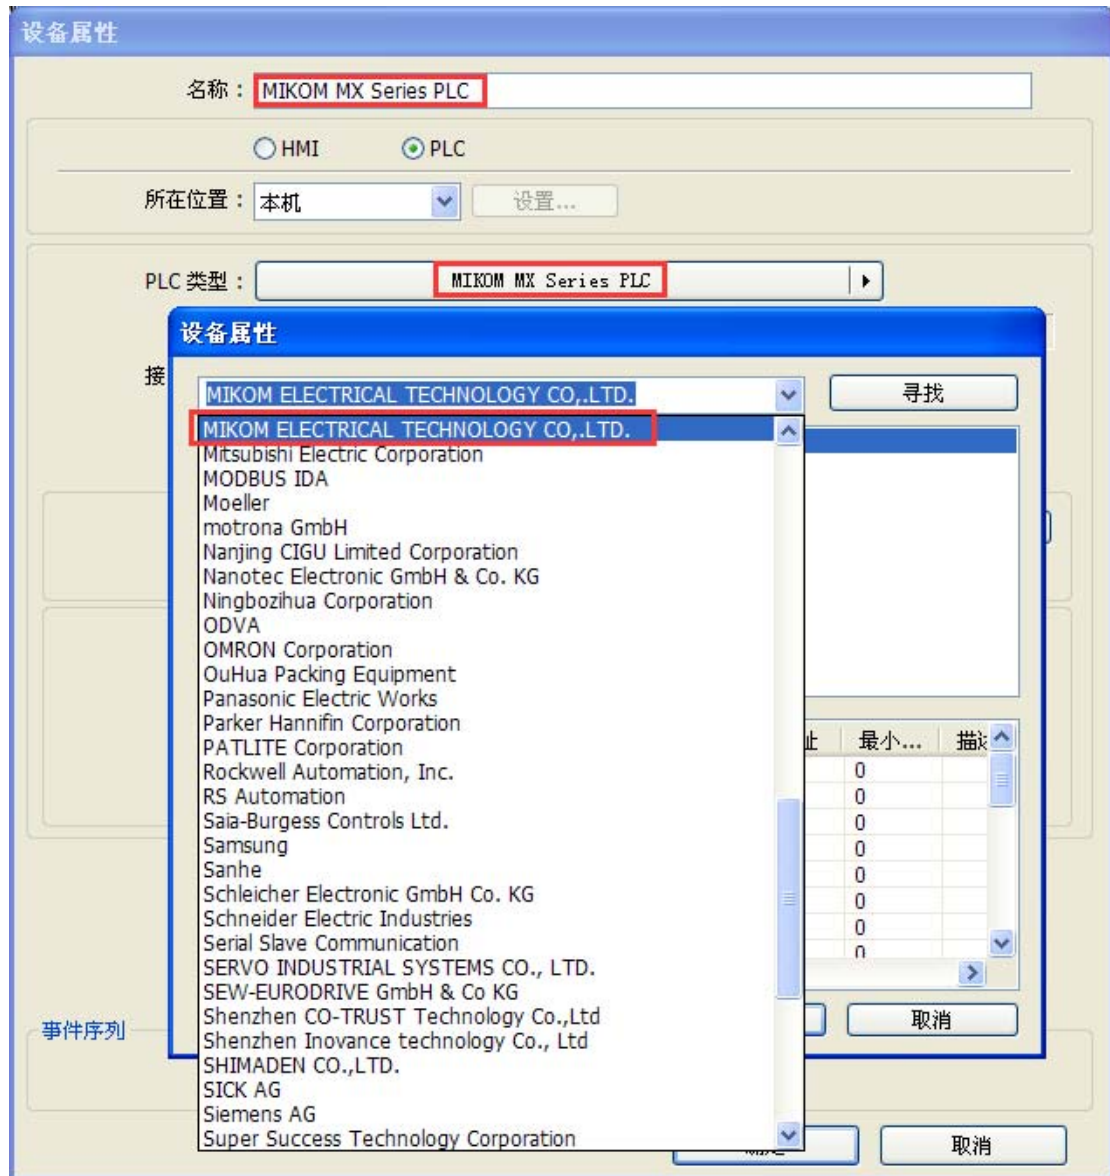 设备属性
名称： MIKOM MX Series PLC
HMI PLC
所在位置： 本机 设置...
PLC 类型： MIKOM MX Series PLC
设备属性
接
MIKOM ELECTRICAL TECHNOLOGY CO,.LTD. 寻找
MIKOM ELECTRICAL TECHNOLOGY CO,.LTD.
Mitsubishi Electric Corporation
MODBUS IDA
Moeller
motrona GmbH
Nanjing CIGU Limited Corporation
Nanotec Electronic GmbH & Co. KG
Ningbozihua Corporation
ODVA
OMRON Corporation
OuHua Packing Equipment
Panasonic Electric Works
Parker Hannifin Corporation
PATLITE Corporation
Rockwell Automation, Inc.
RS Automation
Saia-Burgess Controls Ltd.
Samsung
Sanhe
Schleicher Electronic GmbH Co. KG
Schneider Electric Industries
Serial Slave Communication
SERVO INDUSTRIAL SYSTEMS CO., LTD.
SEW-EURODRIVE GmbH & Co KG
Shenzhen CO-TRUST Technology Co.,Ltd
Shenzhen Inovance technology Co., Ltd
SHIMADEN CO.,LTD.
SICK AG
Siemens AG
Super Success Technology Corporation
最小...
0
0
0
0
0
0
0
0
取消
事件序列
取消